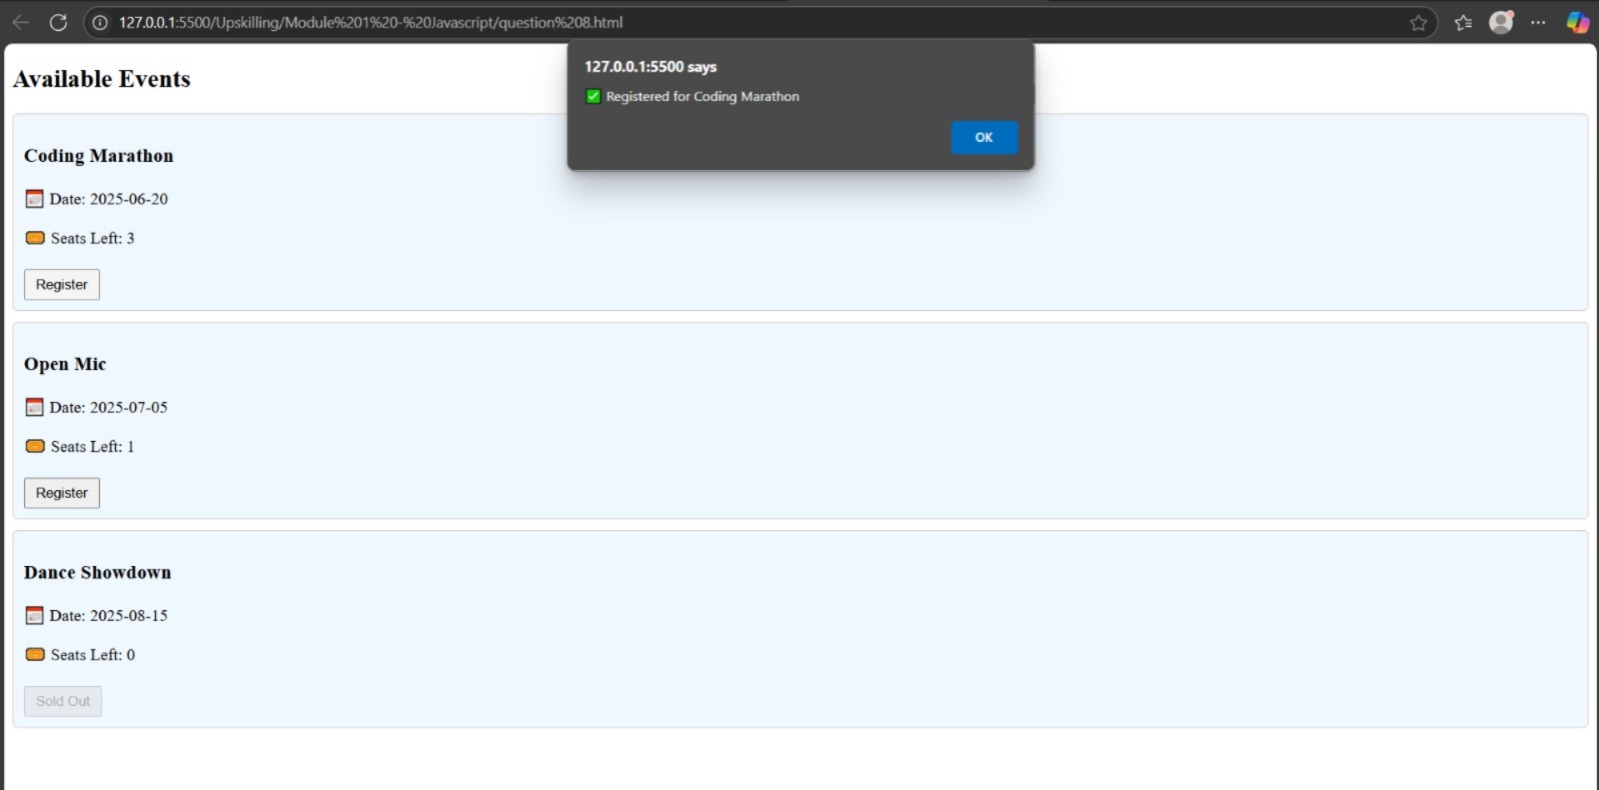 127.0.0.1:5500/Upskilling/Module%201%20-%20Javascript/question%208.html
127.0.0.1:5500 says
✅ Registered for Coding Marathon
OK
Available Events
Coding Marathon
📅 Date: 2025-06-20
🎟 Seats Left: 3
Register
Open Mic
📅 Date: 2025-07-05
🎟 Seats Left: 1
Register
Dance Showdown
📅 Date: 2025-08-15
🎟 Seats Left: 0
Sold Out